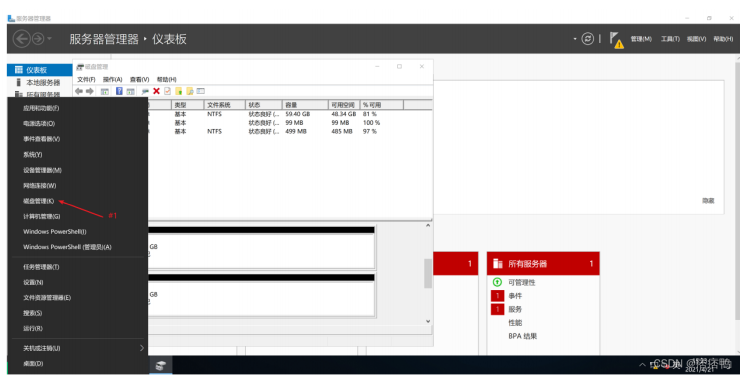 服务器管理器
服务器管理器 • 仪表板
管理(M) 工具(T) 视图(V) 帮助(H)
仪表板
本地服务器
所有服务器
磁盘管理
文件(F) 操作(A) 查看(V) 帮助(H)
类型 文件系统 状态 容量 可用空间 % 可用
基本 NTFS 状态良好 (... 59.40 GB 48.34 GB 81 %
基本 状态良好 (... 99 MB 99 MB 100 %
基本 NTFS 状态良好 (... 499 MB 485 MB 97 %
GB
GB
应用和功能(F)
电源选项(O)
事件查看器(V)
系统(Y)
设备管理器(M)
网络连接(W)
磁盘管理(K)
计算机管理(G)
#1
Windows PowerShell(I)
Windows PowerShell (管理员)(A)
任务管理器(T)
设置(N)
文件资源管理器(E)
搜索(S)
运行(R)
关机或注销(U)
桌面(D)
隐藏
1
所有服务器 1
可管理性
1 事件
1 服务
性能
BPA 结果
2021/4/21